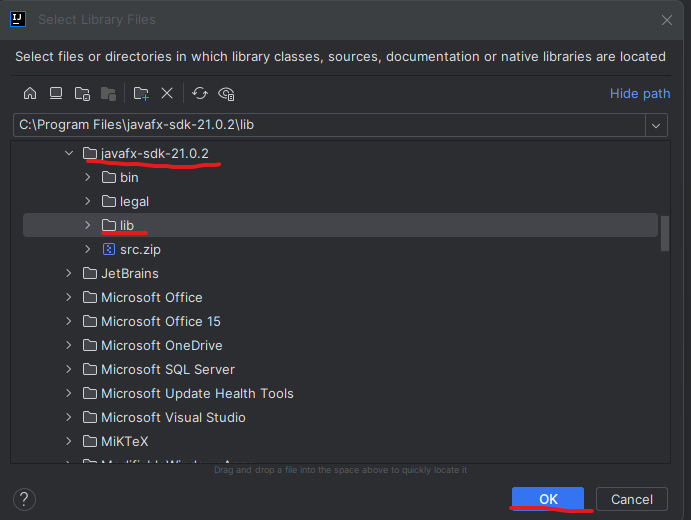 IJ
Select Library Files
Select files or directories in which library classes, sources, documentation or native libraries are located
Hide path
C:\Program Files\javafx-sdk-21.0.2\lib
javafx-sdk-21.0.2
bin
legal
lib
src.zip
JetBrains
Microsoft Office
Microsoft Office 15
Microsoft OneDrive
Microsoft SQL Server
Microsoft Update Health Tools
Microsoft Visual Studio
MiKTeX
Drag and drop a file into the space above to quickly locate it
?
OK
Cancel